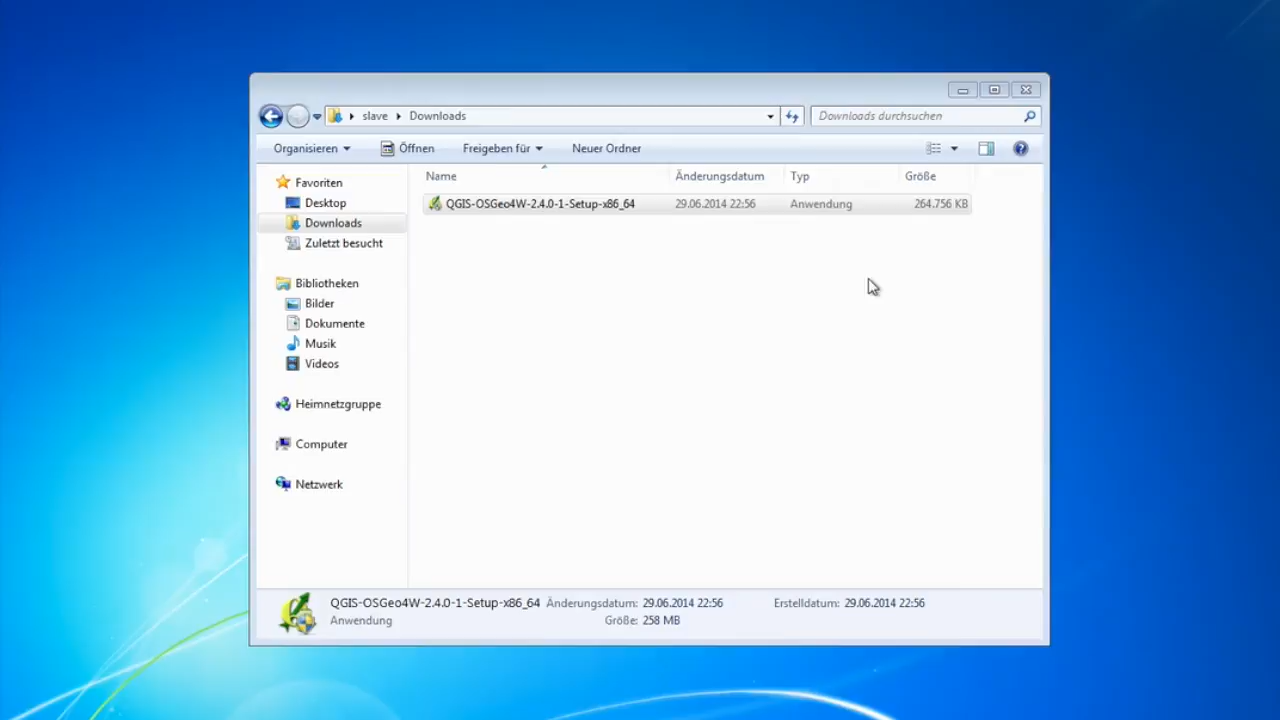 slave Downloads
Downloads durchsuchen
Organisieren Öffnen Freigeben für Neuer Ordner
Name Änderungsdatum Typ Größe
QGIS-OSGeo4W-2.4.0-1-Setup-x86_64 29.06.2014 22:56 Anwendung 264.756 KB
Favoriten
Desktop
Downloads
Zuletzt besucht
Bibliotheken
Bilder
Dokumente
Musik
Videos
Heimnetzgruppe
Computer
Netzwerk
QGIS-OSGeo4W-2.4.0-1-Setup-x86_64 Änderungsdatum: 29.06.2014 22:56 Erstelldatum: 29.06.2014 22:56
Anwendung Größe: 258 MB